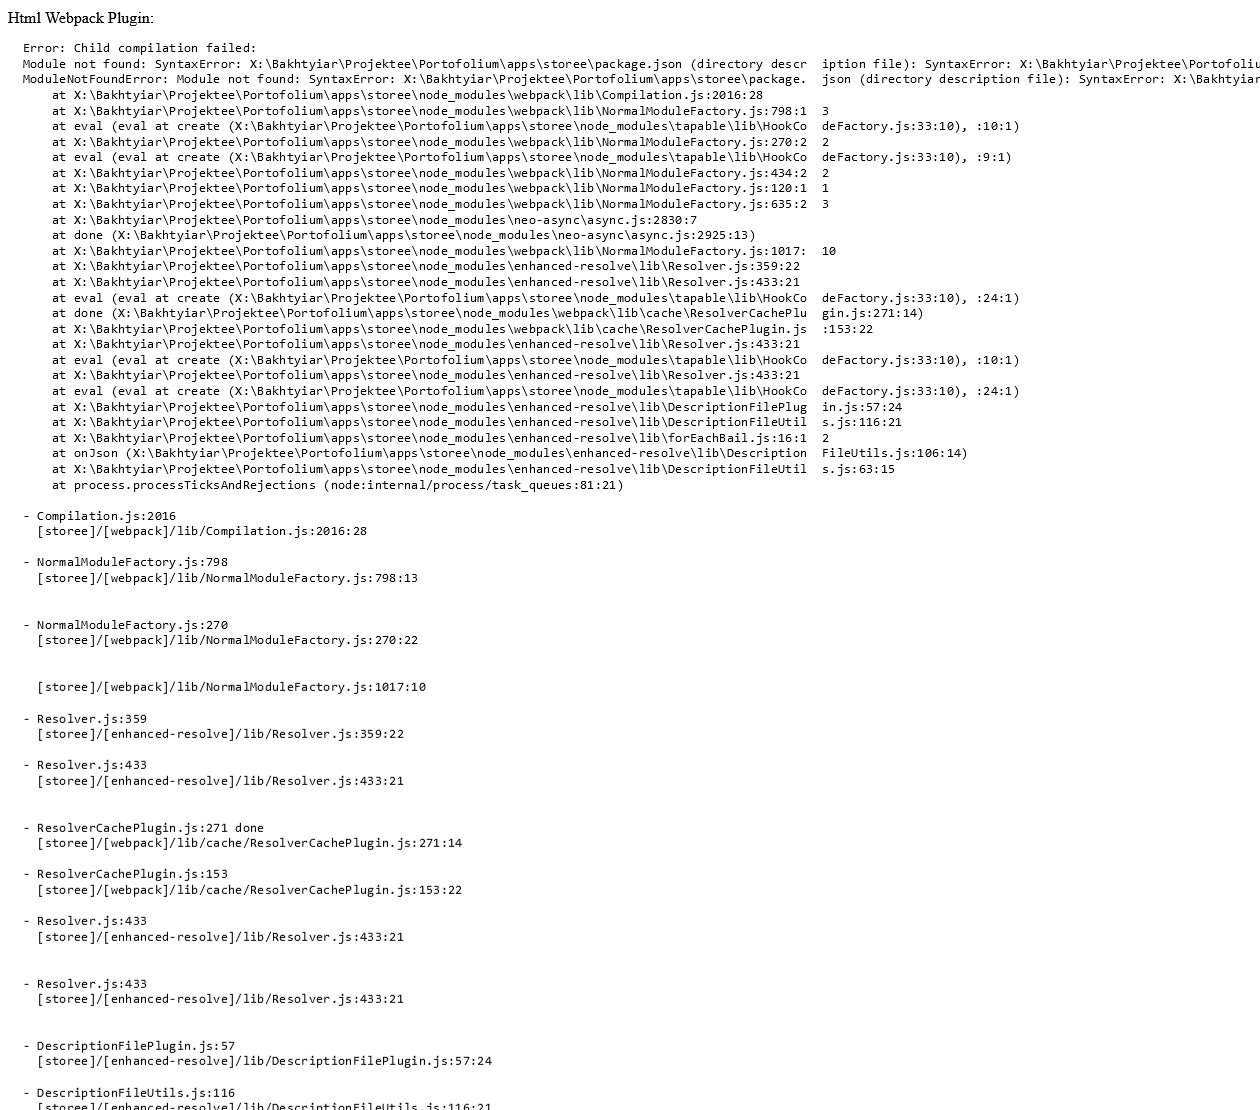 Html Webpack Plugin:
Error: Child compilation failed:
Module not found: SyntaxError: X:\Bakhtyiar\Projektee\Portofolium\apps\storee\package.json (directory descr iption file): SyntaxError: X:\Bakhtyiar\Projektee\Portofoliu
ModuleNotFoundError: Module not found: SyntaxError: X:\Bakhtyiar\Projektee\Portofolium\apps\storee\package. json (directory description file): SyntaxError: X:\Bakhtyiar
at X:\Bakhtyiar\Projektee\Portofolium\apps\storee\node_modules\webpack\lib\Compilation.js:2016:28
at X:\Bakhtyiar\Projektee\Portofolium\apps\storee\node_modules\webpack\lib\NormalModuleFactory.js:798:1 3
at eval (eval at create (X:\Bakhtyiar\Projektee\Portofolium\apps\storee\node_modules\tapable\lib\HookCo deFactory.js:33:10), :10:1)
at X:\Bakhtyiar\Projektee\Portofolium\apps\storee\node_modules\webpack\lib\NormalModuleFactory.js:270:2 2
at eval (eval at create (X:\Bakhtyiar\Projektee\Portofolium\apps\storee\node_modules\tapable\lib\HookCo deFactory.js:33:10), :9:1)
at X:\Bakhtyiar\Projektee\Portofolium\apps\storee\node_modules\webpack\lib\NormalModuleFactory.js:434:2 2
at X:\Bakhtyiar\Projektee\Portofolium\apps\storee\node_modules\webpack\lib\NormalModuleFactory.js:120:1 1
at X:\Bakhtyiar\Projektee\Portofolium\apps\storee\node_modules\webpack\lib\NormalModuleFactory.js:635:2 3
at X:\Bakhtyiar\Projektee\Portofolium\apps\storee\node_modules\neo-async\async.js:2830:7
at done (X:\Bakhtyiar\Projektee\Portofolium\apps\storee\node_modules\neo-async\async.js:2925:13)
at X:\Bakhtyiar\Projektee\Portofolium\apps\storee\node_modules\webpack\lib\NormalModuleFactory.js:1017: 10
at X:\Bakhtyiar\Projektee\Portofolium\apps\storee\node_modules\enhanced-resolve\lib\Resolver.js:359:22
at X:\Bakhtyiar\Projektee\Portofolium\apps\storee\node_modules\enhanced-resolve\lib\Resolver.js:433:21
at eval (eval at create (X:\Bakhtyiar\Projektee\Portofolium\apps\storee\node_modules\tapable\lib\HookCo deFactory.js:33:10), :24:1)
at done (X:\Bakhtyiar\Projektee\Portofolium\apps\storee\node_modules\webpack\lib\cache\ResolverCachePlu gin.js:271:14)
at X:\Bakhtyiar\Projektee\Portofolium\apps\storee\node_modules\webpack\lib\cache\ResolverCachePlugin.js :153:22
at X:\Bakhtyiar\Projektee\Portofolium\apps\storee\node_modules\enhanced-resolve\lib\Resolver.js:433:21
at eval (eval at create (X:\Bakhtyiar\Projektee\Portofolium\apps\storee\node_modules\tapable\lib\HookCo deFactory.js:33:10), :10:1)
at X:\Bakhtyiar\Projektee\Portofolium\apps\storee\node_modules\enhanced-resolve\lib\Resolver.js:433:21
at eval (eval at create (X:\Bakhtyiar\Projektee\Portofolium\apps\storee\node_modules\tapable\lib\HookCo deFactory.js:33:10), :24:1)
at X:\Bakhtyiar\Projektee\Portofolium\apps\storee\node_modules\enhanced-resolve\lib\DescriptionFilePlug in.js:57:24
at X:\Bakhtyiar\Projektee\Portofolium\apps\storee\node_modules\enhanced-resolve\lib\DescriptionFileUtil s.js:116:21
at X:\Bakhtyiar\Projektee\Portofolium\apps\storee\node_modules\enhanced-resolve\lib\forEachBail.js:16:1 2
at onJson (X:\Bakhtyiar\Projektee\Portofolium\apps\storee\node_modules\enhanced-resolve\lib\Description FileUtils.js:106:14)
at X:\Bakhtyiar\Projektee\Portofolium\apps\storee\node_modules\enhanced-resolve\lib\DescriptionFileUtil s.js:63:15
at process.processTicksAndRejections (node:internal/process/task_queues:81:21)
- Compilation.js:2016
[storee]/[webpack]/lib/Compilation.js:2016:28
- NormalModuleFactory.js:798
[storee]/[webpack]/lib/NormalModuleFactory.js:798:13
- NormalModuleFactory.js:270
[storee]/[webpack]/lib/NormalModuleFactory.js:270:22
[storee]/[webpack]/lib/NormalModuleFactory.js:1017:10
- Resolver.js:359
[storee]/[enhanced-resolve]/lib/Resolver.js:359:22
- Resolver.js:433
[storee]/[enhanced-resolve]/lib/Resolver.js:433:21
- ResolverCachePlugin.js:271 done
[storee]/[webpack]/lib/cache/ResolverCachePlugin.js:271:14
- ResolverCachePlugin.js:153
[storee]/[webpack]/lib/cache/ResolverCachePlugin.js:153:22
- Resolver.js:433
[storee]/[enhanced-resolve]/lib/Resolver.js:433:21
- Resolver.js:433
[storee]/[enhanced-resolve]/lib/Resolver.js:433:21
- DescriptionFilePlugin.js:57
[storee]/[enhanced-resolve]/lib/DescriptionFilePlugin.js:57:24
- DescriptionFileUtils.js:116
[storee]/[enhanced-resolve]/lib/DescriptionFileUtils.js:116:21